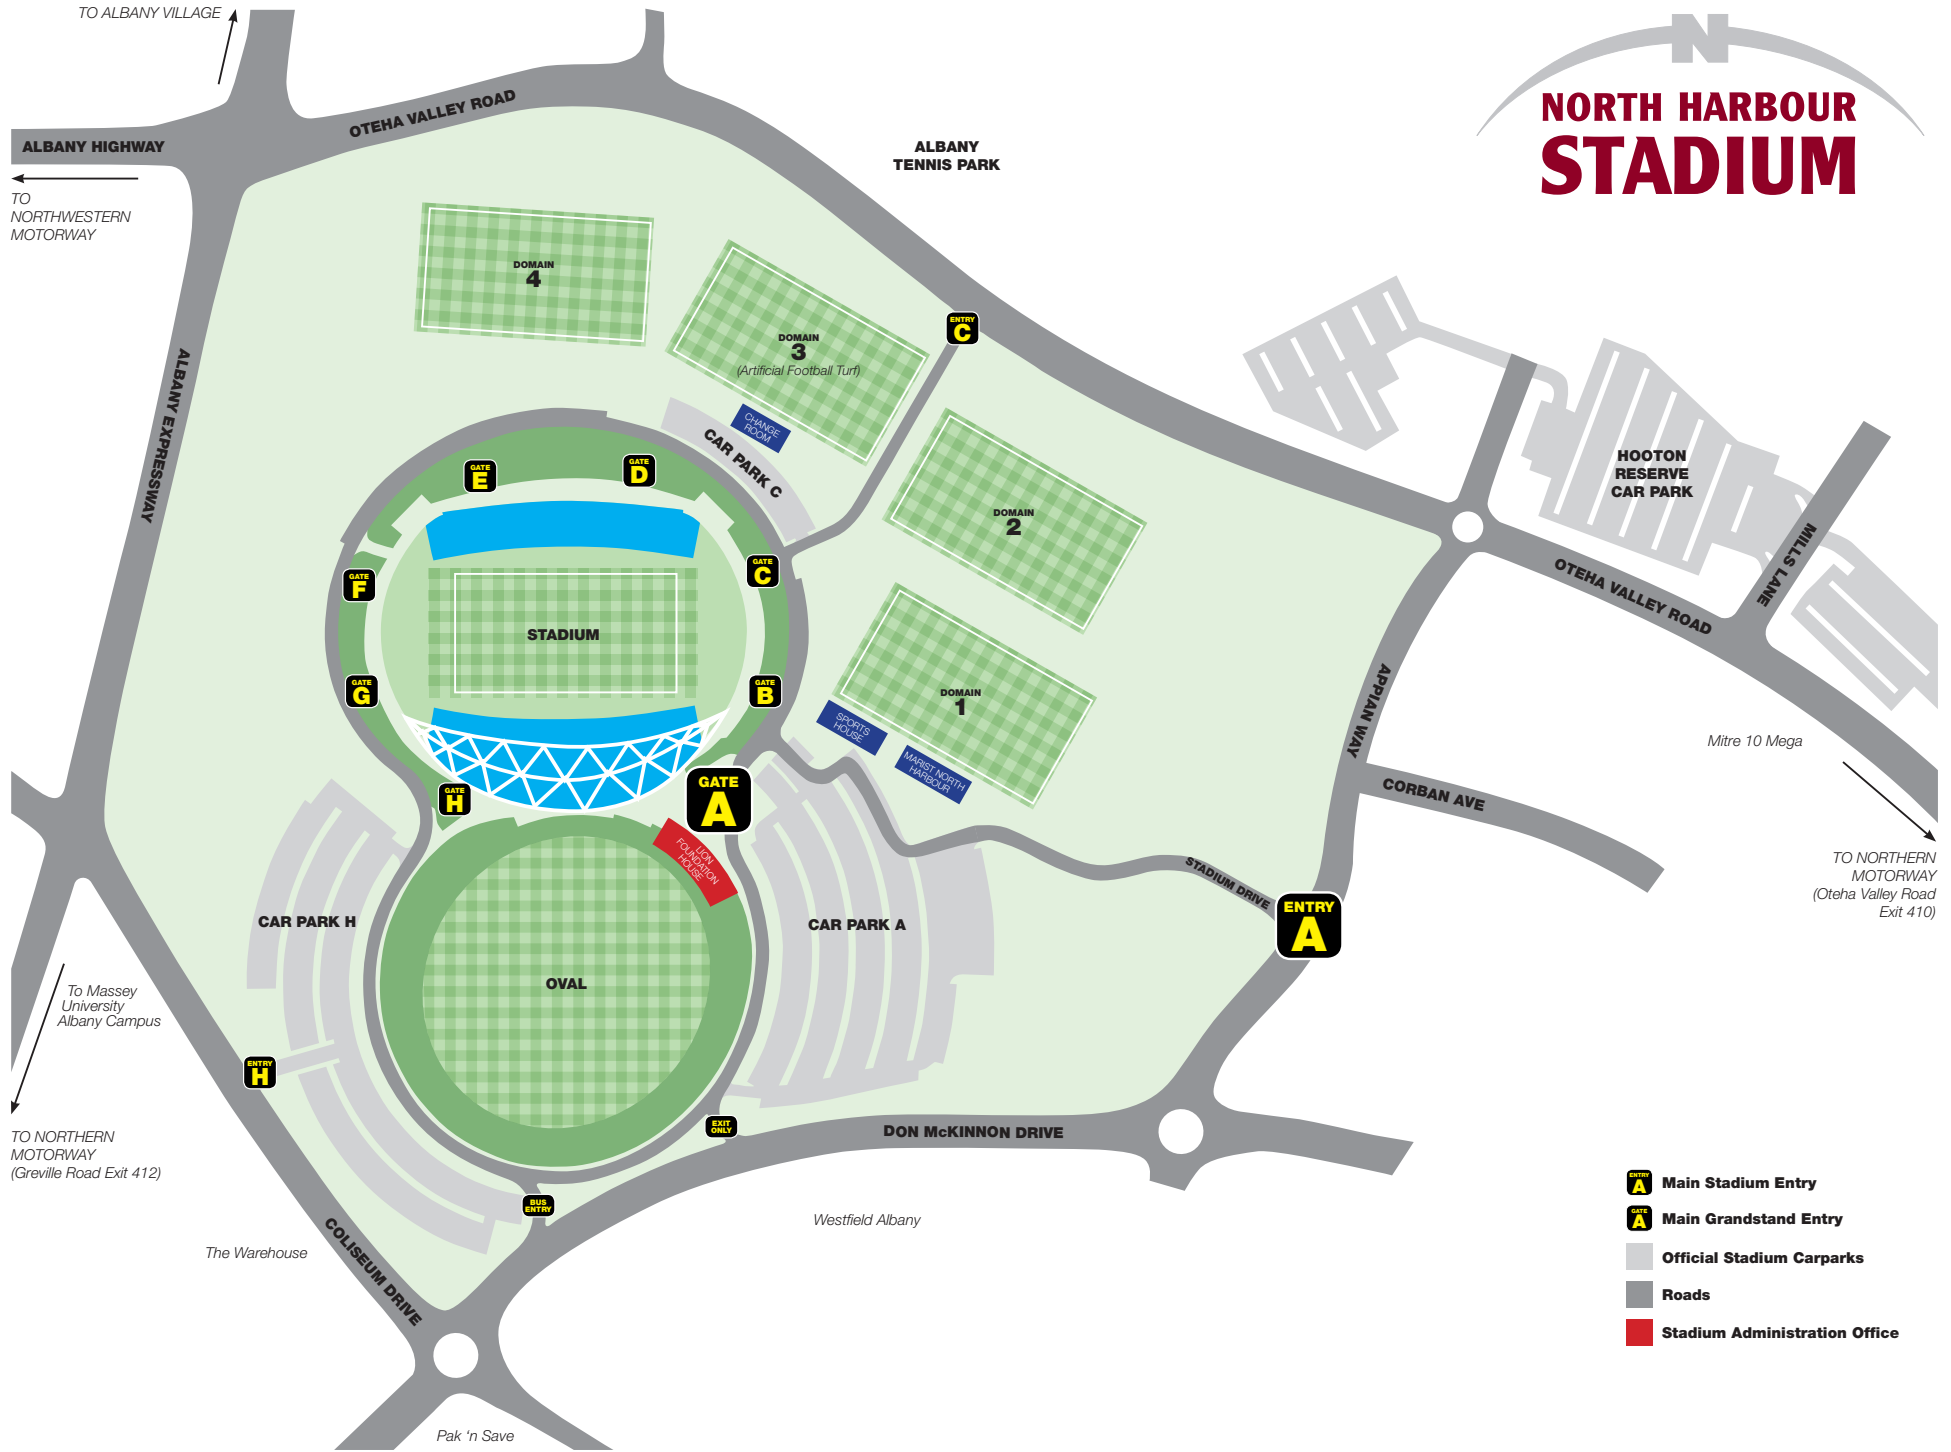 TO ALBANY VILLAGE
OTEHA VALLEY ROAD
ALBANY HIGHWAY
TO
NORTHWESTERN
MOTORWAY
ALBANY
TENNIS PARK
N
NORTH HARBOUR
STADIUM
ALBANY EXPRESSWAY
DOMAIN
4
DOMAIN
3
(Artificial Football Turf)
ENTRY
C
CHANGE
ROOM
CAR PARK C
DOMAIN
2
HOOTON
RESERVE
CAR PARK
MILLS LANE
OTEHA VALLEY ROAD
GATE
E
GATE
D
GATE
C
GATE
F
STADIUM
GATE
G
GATE
B
DOMAIN
1
SPORTS
HOUSE
MARIST NORTH
HARBOUR
APPIAN WAY
Mitre 10 Mega
CORBAN AVE
GATE
H
GATE
A
LION
FOUNDATION
HOUSE
STADIUM DRIVE
ENTRY
A
TO NORTHERN
MOTORWAY
(Oteha Valley Road
Exit 410)
CAR PARK H
CAR PARK A
OVAL
To Massey
University
Albany Campus
ENTRY
H
TO NORTHERN
MOTORWAY
(Greville Road Exit 412)
EXIT
ONLY
DON McKINNON DRIVE
BUS
ENTRY
Westfield Albany
The Warehouse
COLISEUM DRIVE
Pak ‘n Save
ENTRY
A
Main Stadium Entry
GATE
A
Main Grandstand Entry
Official Stadium Carparks
Roads
Stadium Administration Office